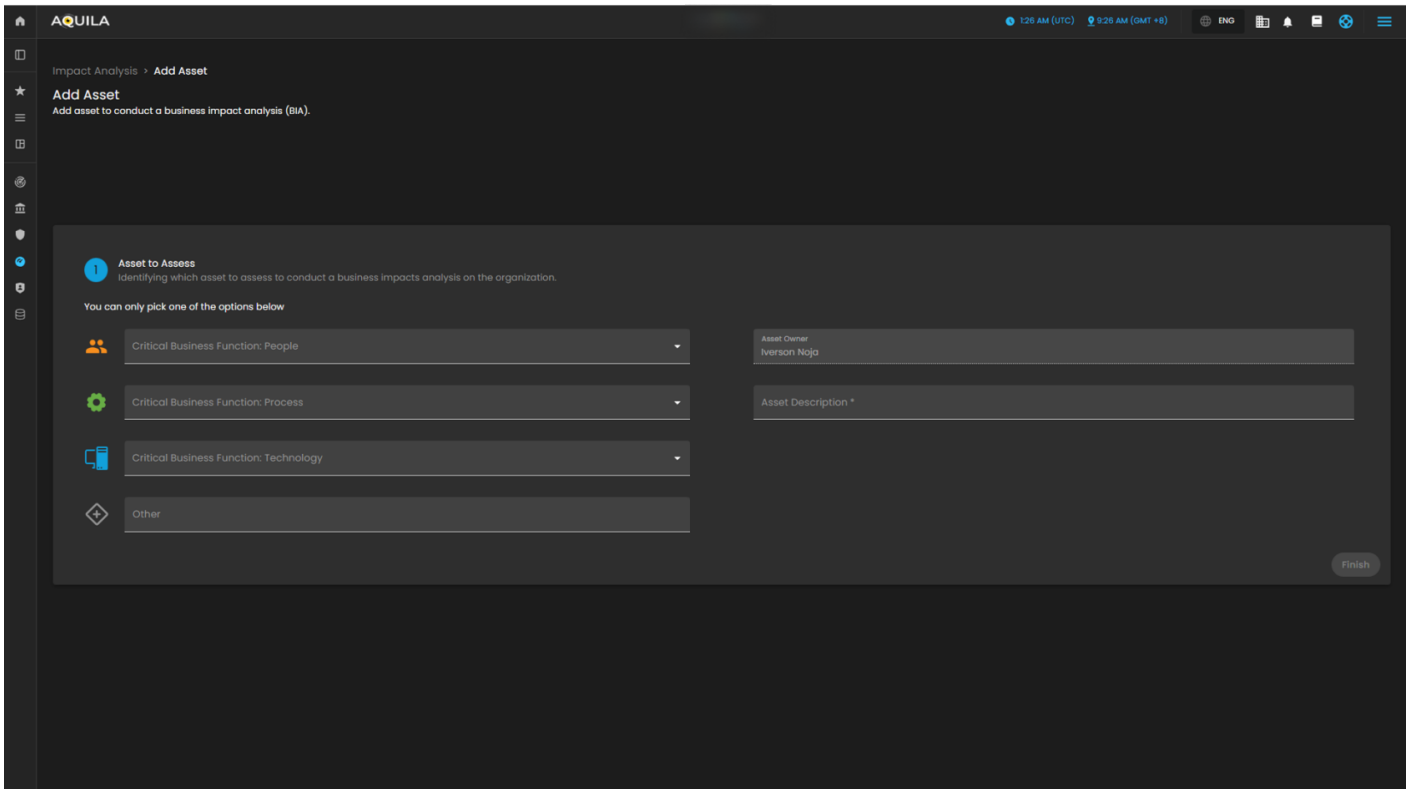 AQUILA
1:26 AM (UTC) 9:26 AM (GMT +8) ENG
Impact Analysis > Add Asset
Add Asset
Add asset to conduct a business impact analysis (BIA).
1 Asset to Assess
Identifying which asset to assess to conduct a business impacts analysis on the organization.
You can only pick one of the options below
Critical Business Function: People
Asset Owner
Iverson Noja
Critical Business Function: Process
Asset Description *
Critical Business Function: Technology
Other
Finish